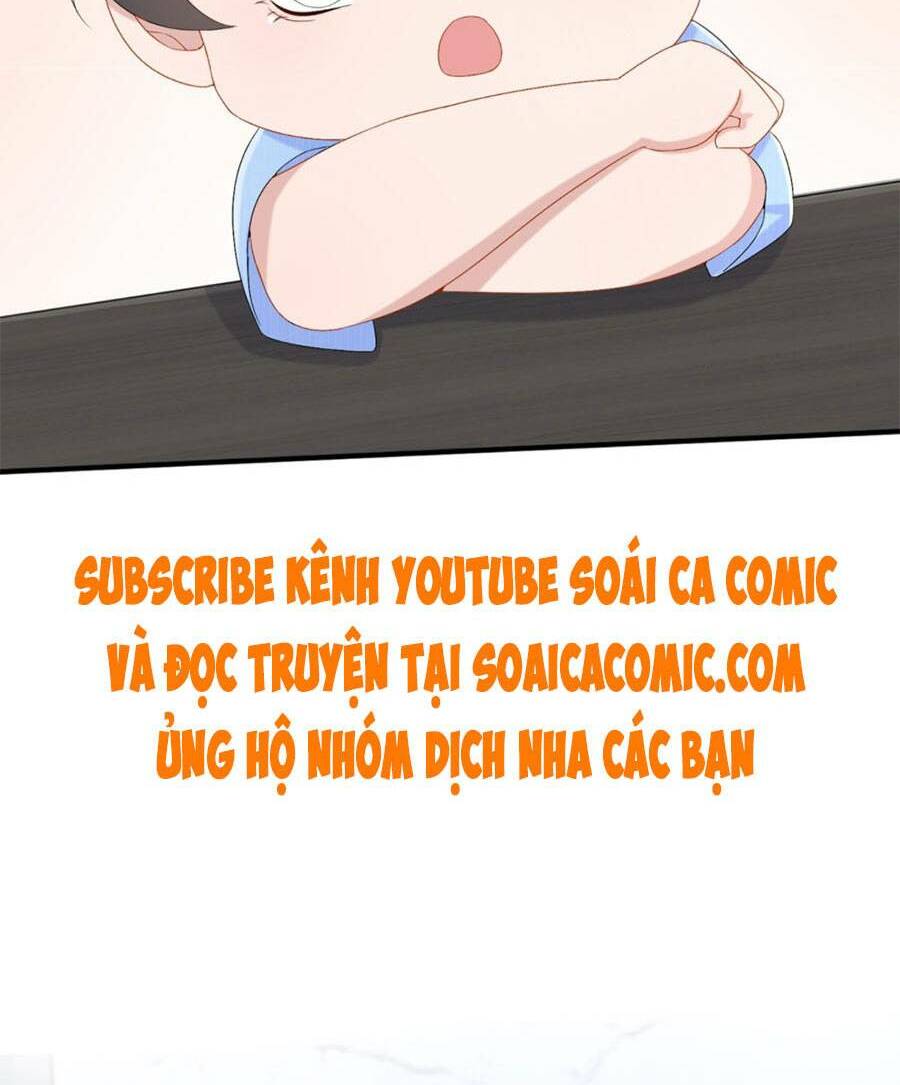 SUBSCRIBE KÊNH YOUTUBE SOÁI CA COMIC
VÀ ĐỌC TRUYỆN TẠI SOAICACOMIC.COM
ỦNG HỘ NHÓM DỊCH NHA CÁC BẠN